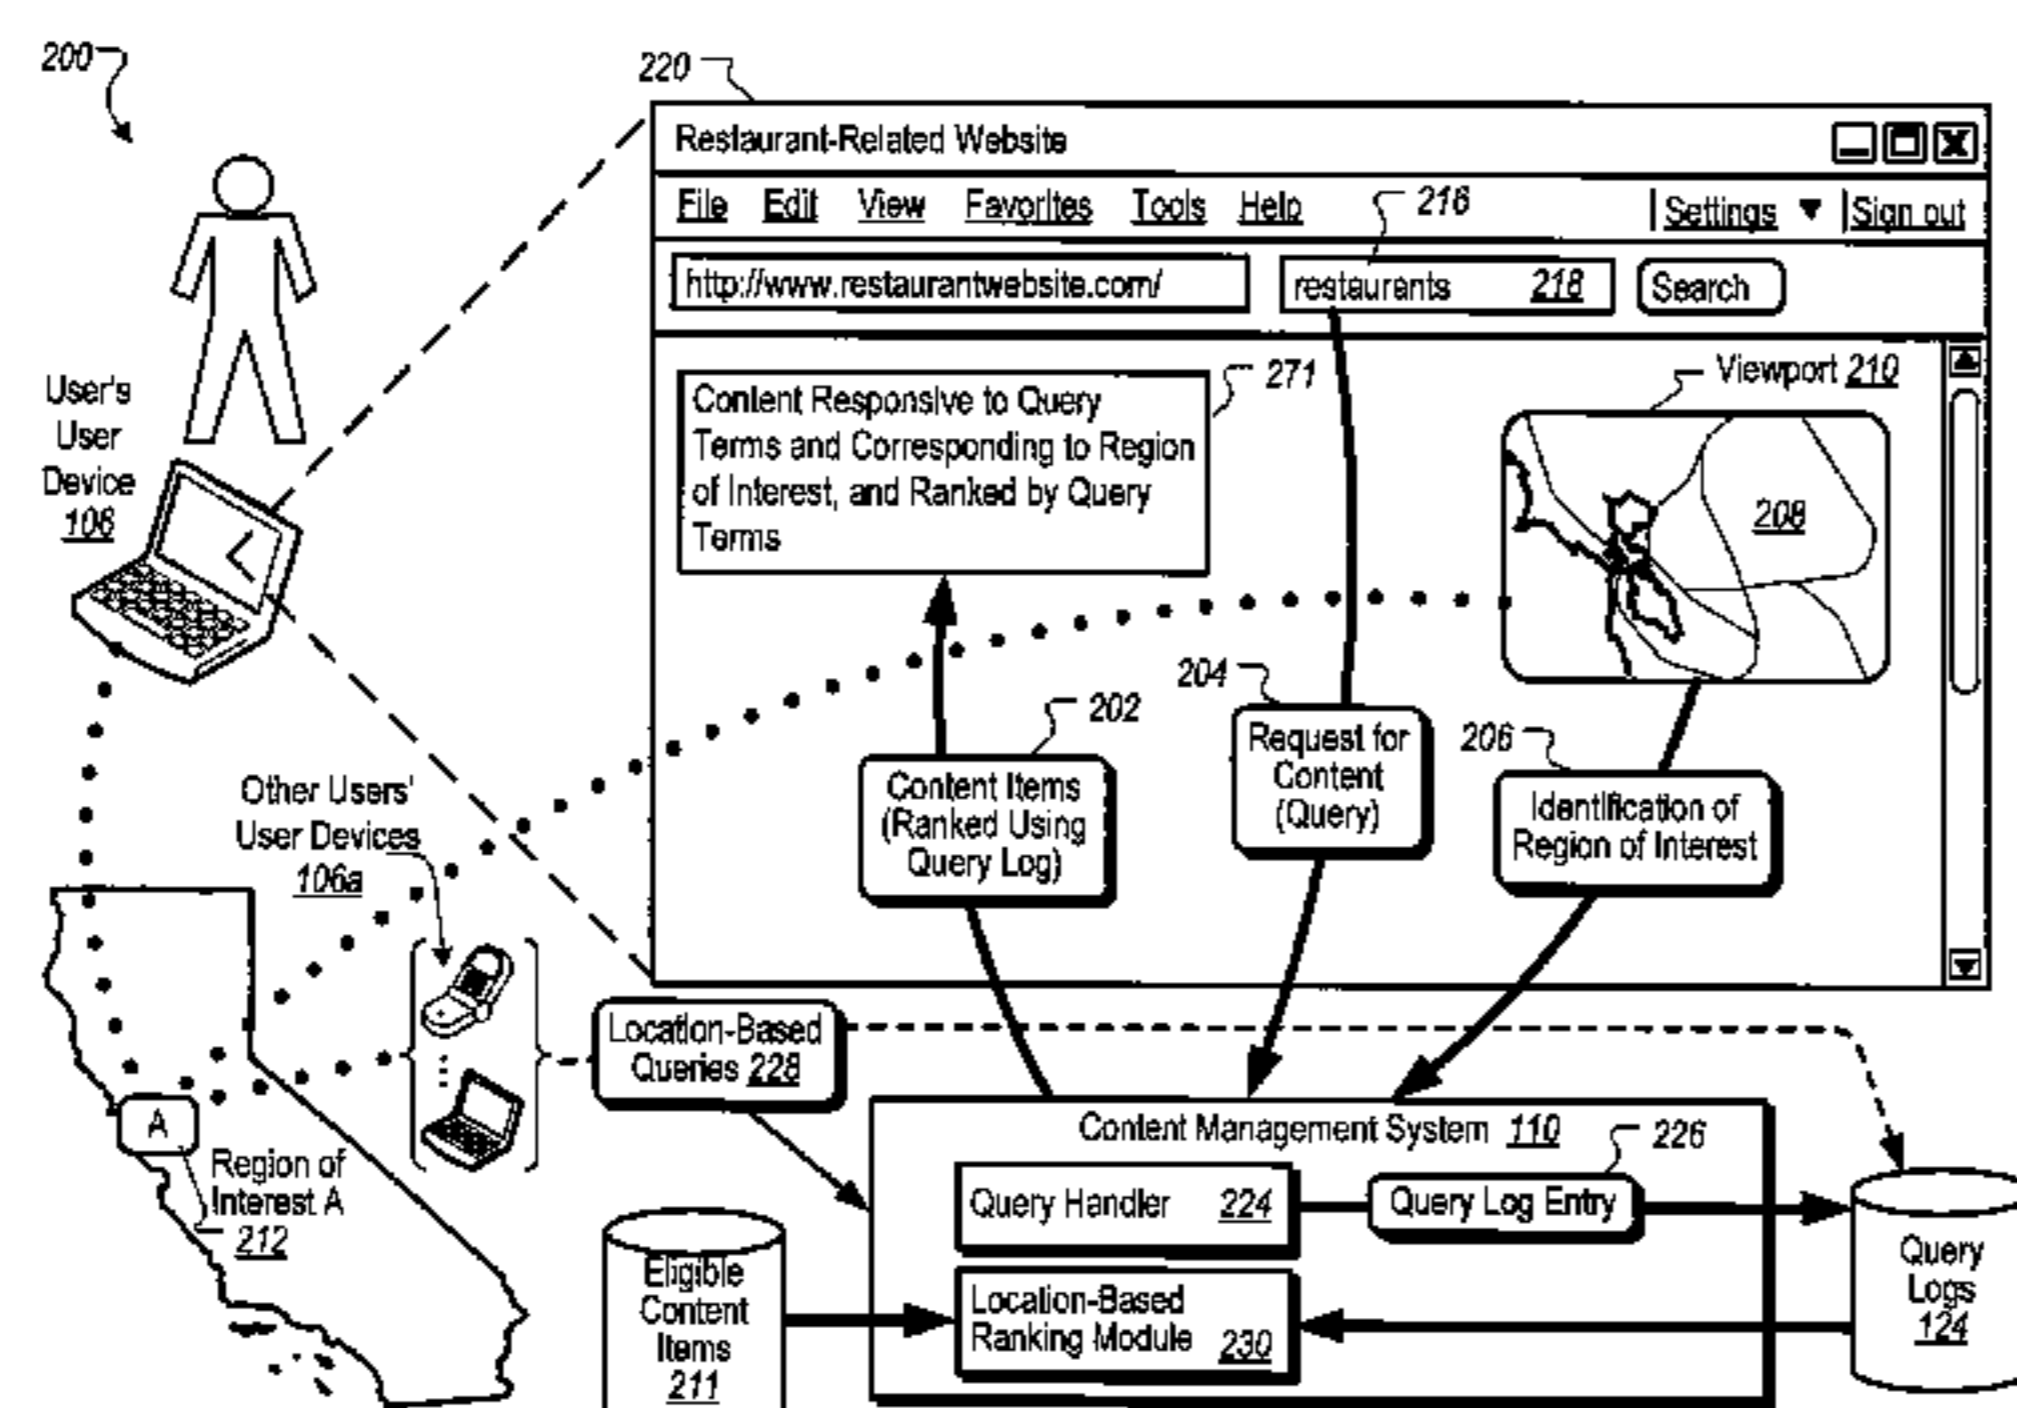 200
220
Restaurant-Related Website
File Edit View Favorites Tools Help
216
Settings ▼ Sign out
http://www.restaurantwebsite.com/
restaurants 218
Search
271
Viewport 210
Content Responsive to Query
Terms and Corresponding to Region
of Interest, and Ranked by Query
Terms
208
User's
User
Device
106
202
Content Items
(Ranked Using
Query Log)
204
Request for
Content
(Query)
206
Identification of
Region of Interest
Other Users'
User Devices
106a
Location-Based
Queries 228
A
Region of
Interest A
212
Content Management System 110
226
Query Handler 224
Query Log Entry
Location-Based
Ranking Module 230
Eligible
Content
Items
211
Query
Logs
124